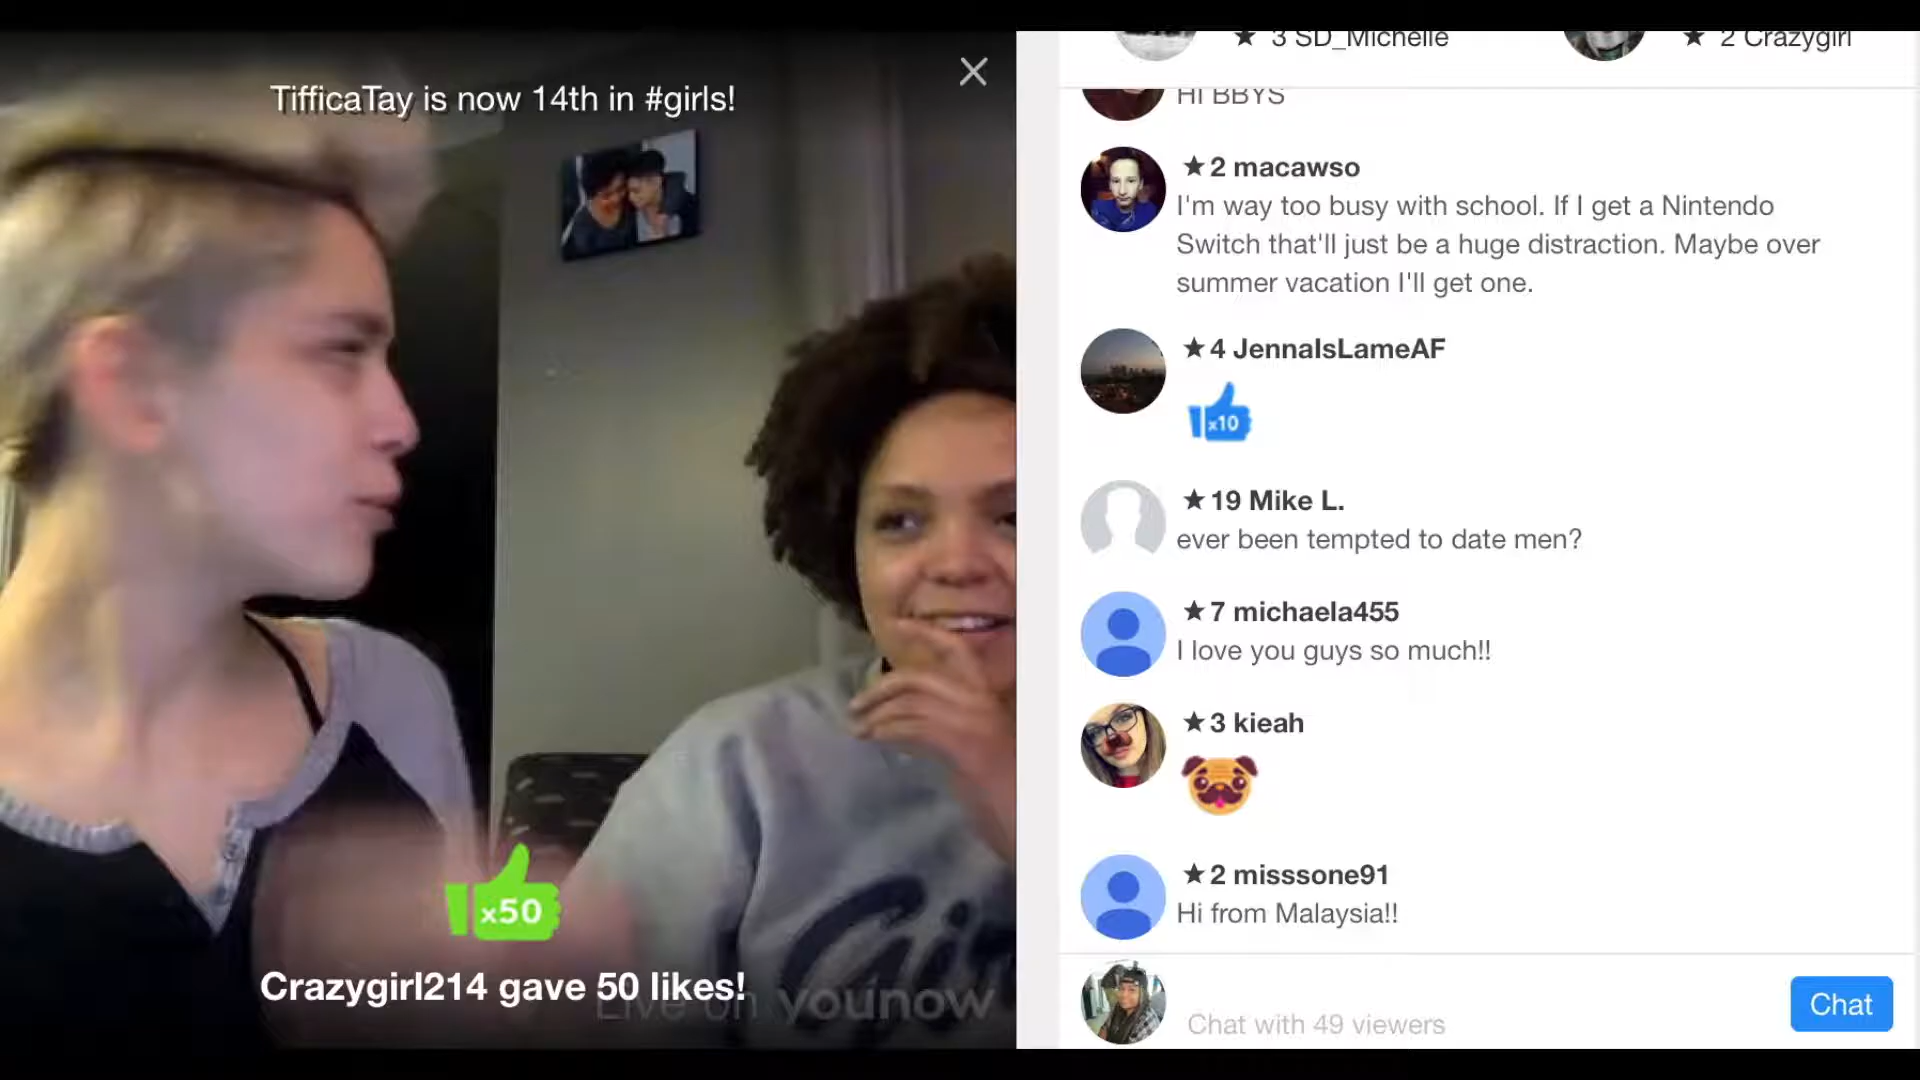 TifficaTay is now 14th in #girls!
x50
Crazygirl214 gave 50 likes!
Live on younow
3 SD_Michelle
2 Crazygirl
HI BBYS
2 macawso
I'm way too busy with school. If I get a Nintendo
Switch that'll just be a huge distraction. Maybe over
summer vacation I'll get one.
4 JennaIsLameAF
x10
19 Mike L.
ever been tempted to date men?
7 michaela455
I love you guys so much!!
3 kieah
2 misssone91
Hi from Malaysia!!
Chat with 49 viewers
Chat